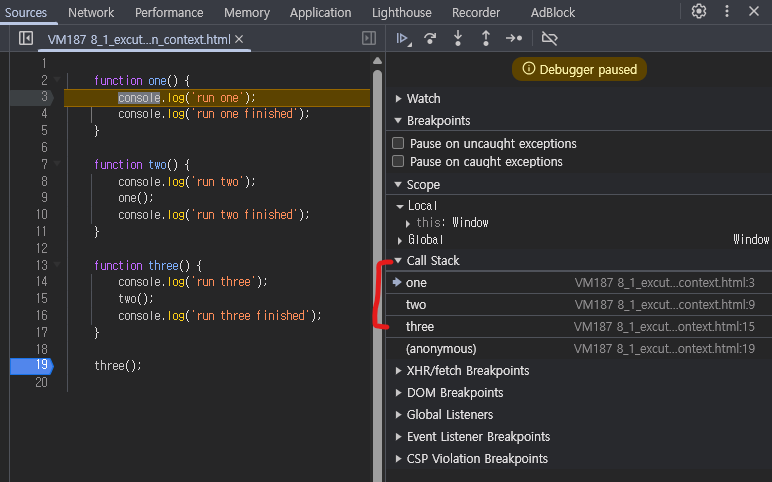 Sources Network Performance Memory Application Lighthouse Recorder AdBlock
VM187 8_1_excut...n_context.html
1
2 function one() {
3 console.log('run one');
4 console.log('run one finished');
5 }
6
7 function two() {
8 console.log('run two');
9 one();
10 console.log('run two finished');
11 }
12
13 function three() {
14 console.log('run three');
15 two();
16 console.log('run three finished');
17 }
18
19 three();
20
Debugger paused
Watch
Breakpoints
Pause on uncaught exceptions
Pause on caught exceptions
Scope
Local
this: Window
Global Window
Call Stack
one VM187 8_1_excut...context.html:3
two VM187 8_1_excut...context.html:9
three VM187 8_1_excut...ontext.html:15
(anonymous) VM187 8_1_excut...ontext.html:19
XHR/fetch Breakpoints
DOM Breakpoints
Global Listeners
Event Listener Breakpoints
CSP Violation Breakpoints